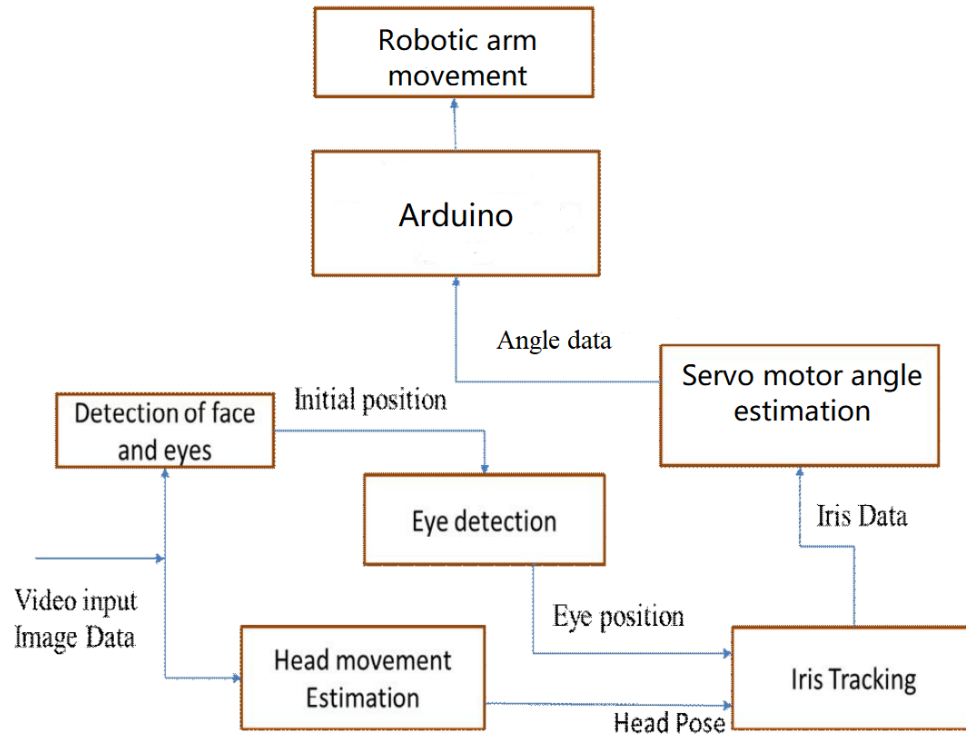 Robotic arm
movement
Arduino
Angle data
Servo motor angle
estimation
Initial position
Detection of face
and eyes
Eye detection
Iris Data
Video input
Image Data
Eye position
Head movement
Estimation
Iris Tracking
Head Pose